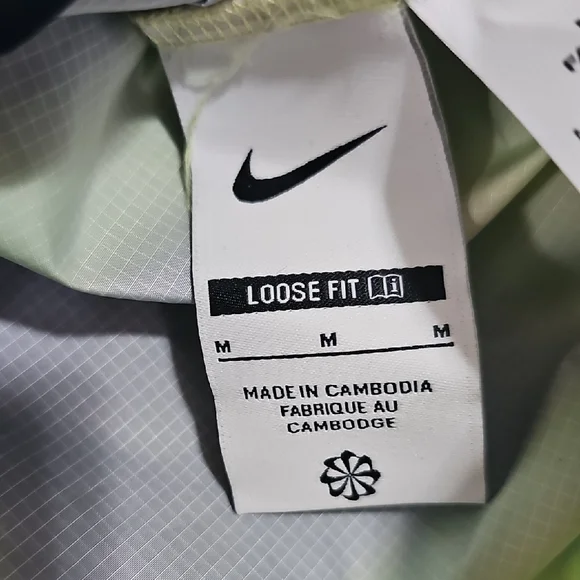 LOOSE FIT
M M M
MADE IN CAMBODIA
FABRIQUE AU
CAMBODGE